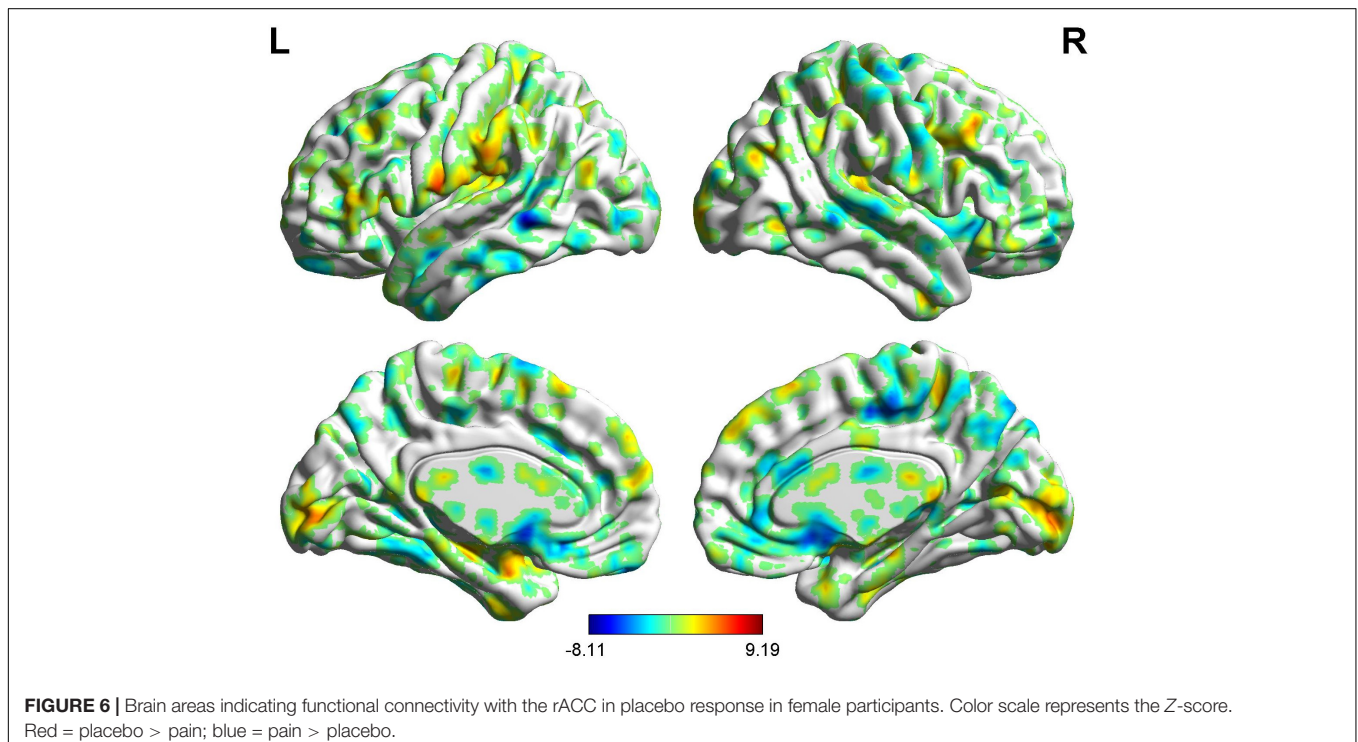 L R
-8.11 9.19
FIGURE 6 | Brain areas indicating functional connectivity with the rACC in placebo response in female participants. Color scale represents the Z-score.
Red = placebo > pain; blue = pain > placebo.